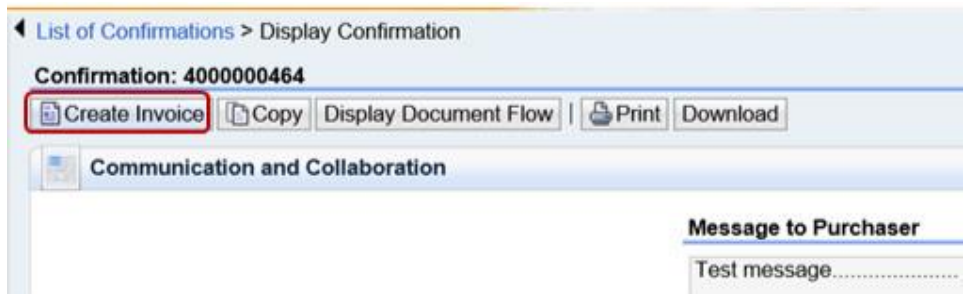 List of Confirmations > Display Confirmation
Confirmation: 4000000464
Create Invoice Copy Display Document Flow | Print Download
Communication and Collaboration
Message to Purchaser
Test message.....................